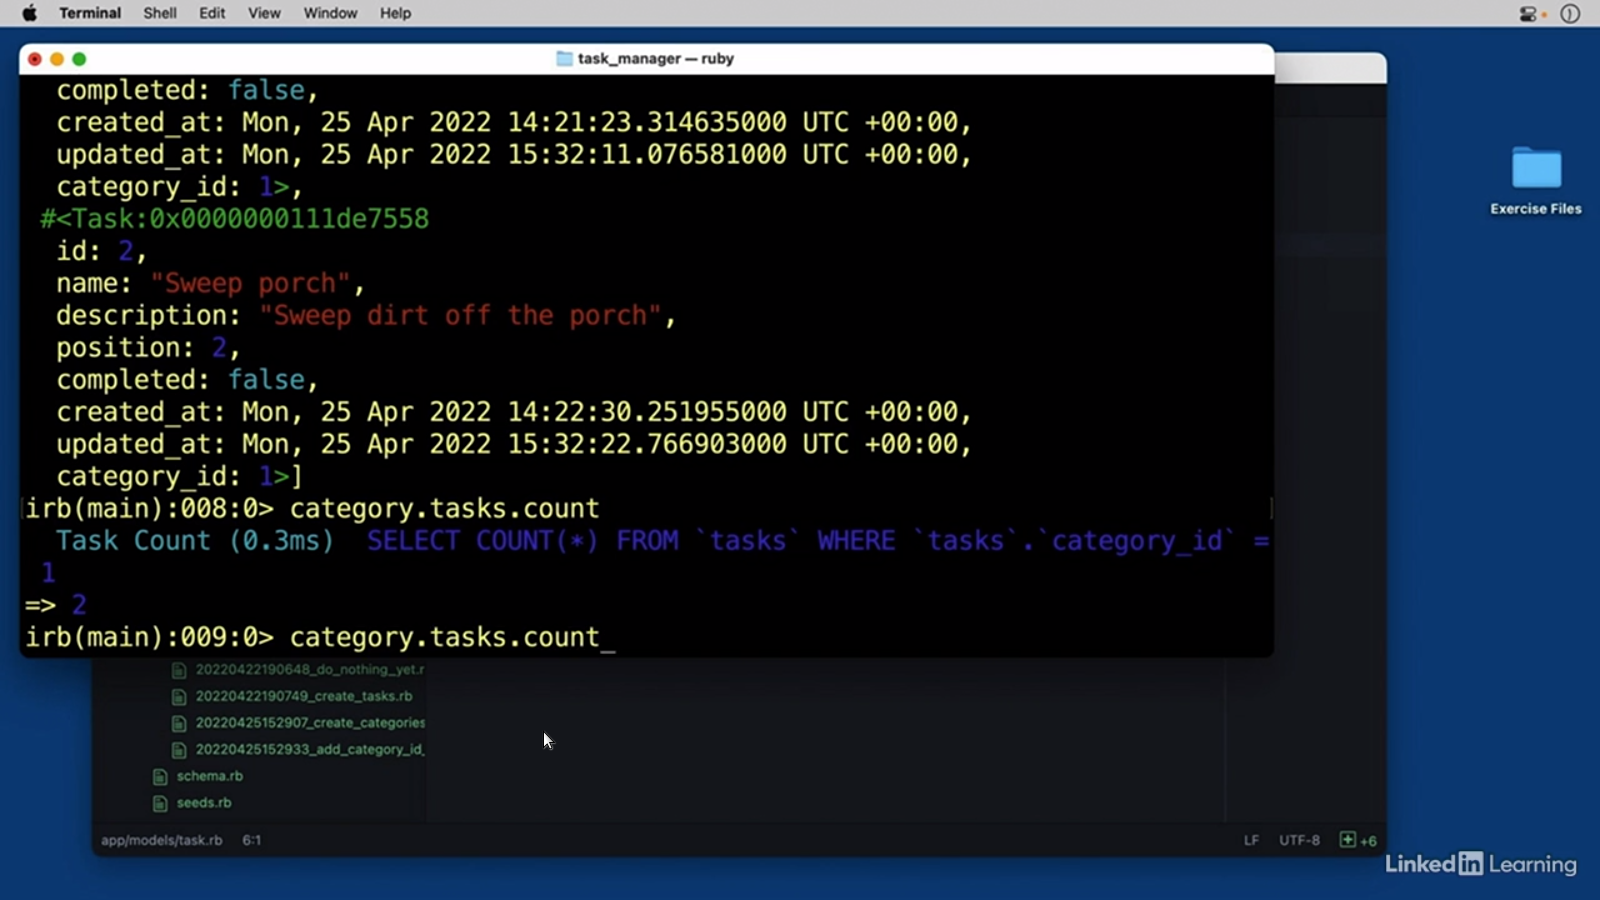 Terminal Shell Edit View Window Help
task_manager — ruby
completed: false,
created_at: Mon, 25 Apr 2022 14:21:23.314635000 UTC +00:00,
updated_at: Mon, 25 Apr 2022 15:32:11.076581000 UTC +00:00,
category_id: 1>,
#<Task:0x0000000111de7558
id: 2,
name: "Sweep porch",
description: "Sweep dirt off the porch",
position: 2,
completed: false,
created_at: Mon, 25 Apr 2022 14:22:30.251955000 UTC +00:00,
updated_at: Mon, 25 Apr 2022 15:32:22.766903000 UTC +00:00,
category_id: 1>]
irb(main):008:0> category.tasks.count
Task Count (0.3ms) SELECT COUNT(*) FROM `tasks` WHERE `tasks`.`category_id` =
1
=> 2
irb(main):009:0> category.tasks.count_
Exercise Files
20220422190648_do_nothing_yet.r
20220422190749_create_tasks.rb
20220425152907_create_categories
20220425152933_add_category_id_
schema.rb
seeds.rb
app/models/task.rb 6:1 LF UTF-8 +6
Linked in Learning